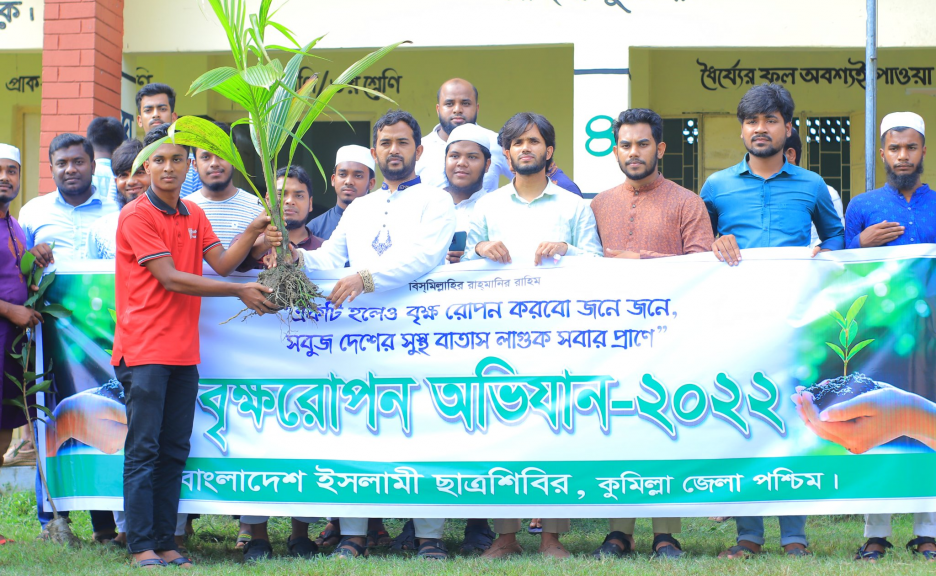 কে।
প্রাক
ণি
ণি/৫ম শ্রেণি
ধৈর্য্যের ফল অবশ্যই পাওয়া
৪
বিসমিল্লাহির রাহমানির রাহিম
একটি হলেও বৃক্ষ রোপন করবো জনে জনে,
সবুজ দেশের সুস্থ বাতাস লাগুক সবার প্রাণে”
বৃক্ষরোপন অভিযান-২০২২
বাংলাদেশ ইসলামী ছাত্রশিবির, কুমিল্লা জেলা পশ্চিম।